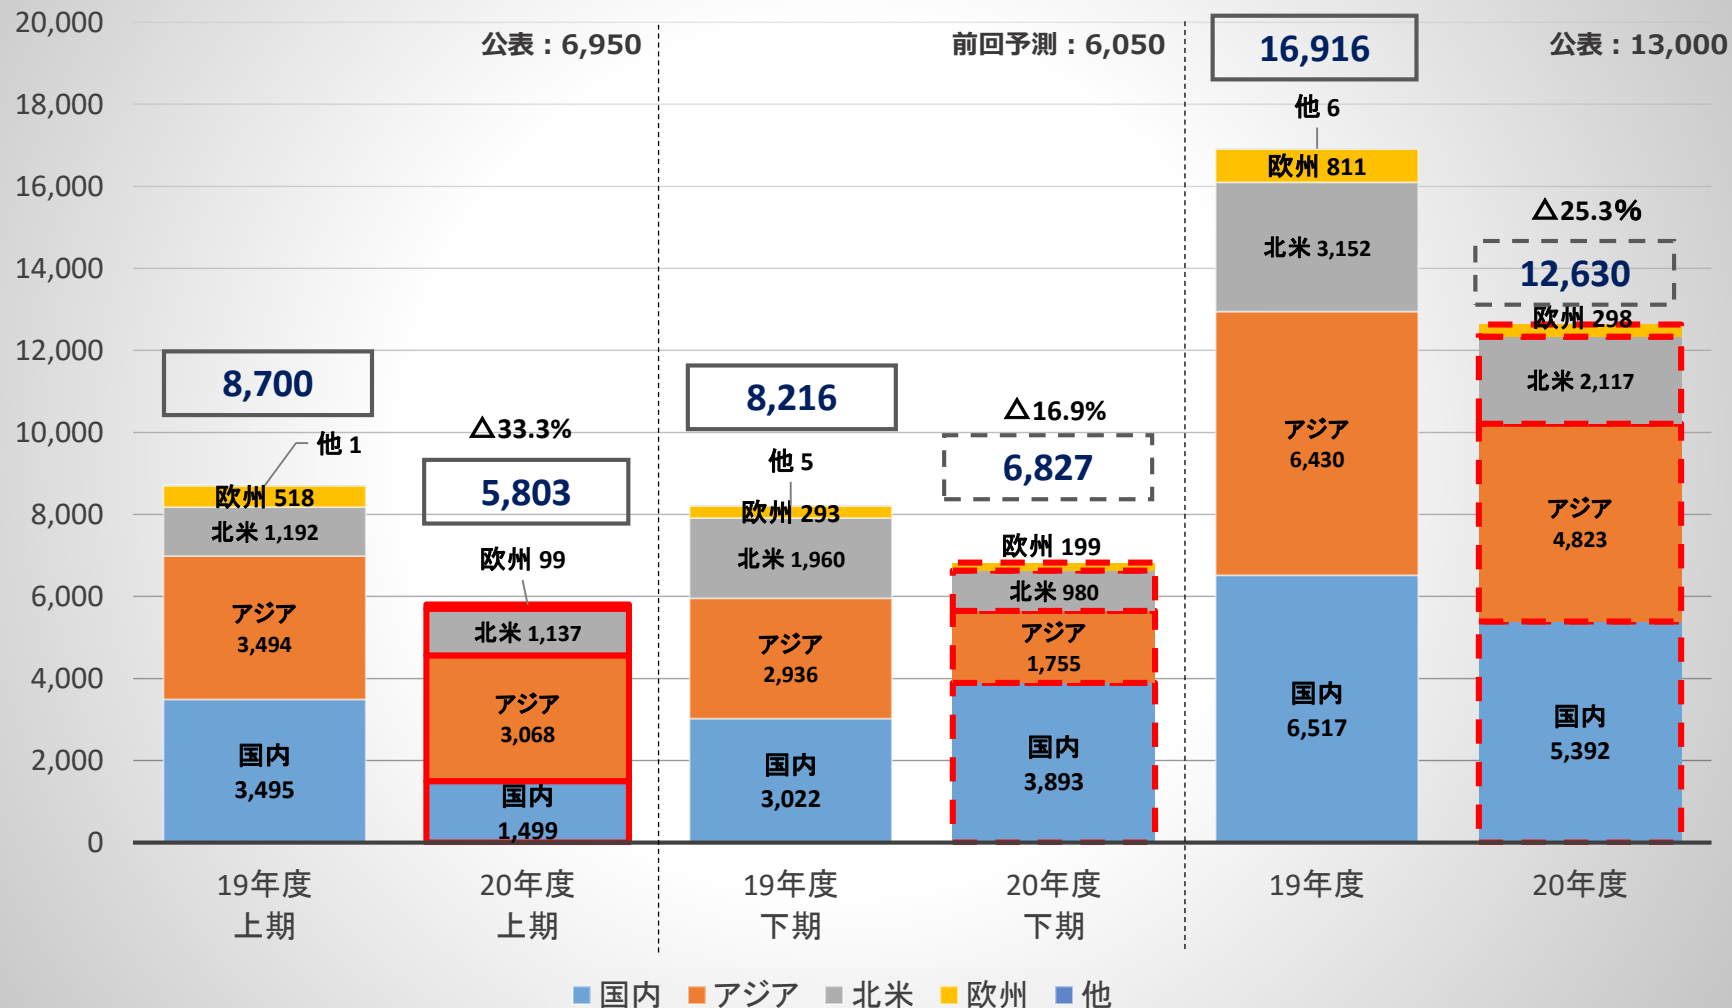 20,000
18,000
16,000
14,000
12,000
10,000
8,000
6,000
4,000
2,000
0
公表：6,950
前回予測：6,050
公表：13,000
8,700
他 1
欧州 518
北米 1,192
アジア
3,494
国内
3,495
△33.3%
5,803
欧州 99
北米 1,137
アジア
3,068
国内
1,499
8,216
他 5
欧州 293
北米 1,960
アジア
2,936
国内
3,022
△16.9%
6,827
欧州 199
北米 980
アジア
1,755
国内
3,893
16,916
他 6
欧州 811
北米 3,152
アジア
6,430
国内
6,517
△25.3%
12,630
欧州 298
北米 2,117
アジア
4,823
国内
5,392
19年度
上期
20年度
上期
19年度
下期
20年度
下期
19年度
20年度
国内 アジア 北米 欧州 他